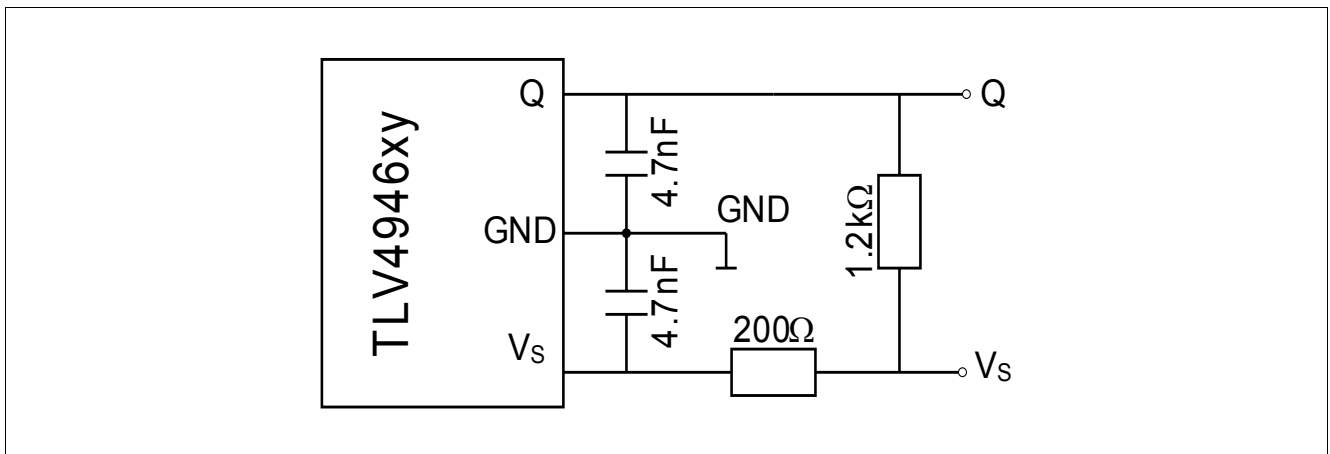 TLV4946xy
Q
GND
VS
4.7nF
4.7nF
GND
200Ω
1.2kΩ
Q
VS